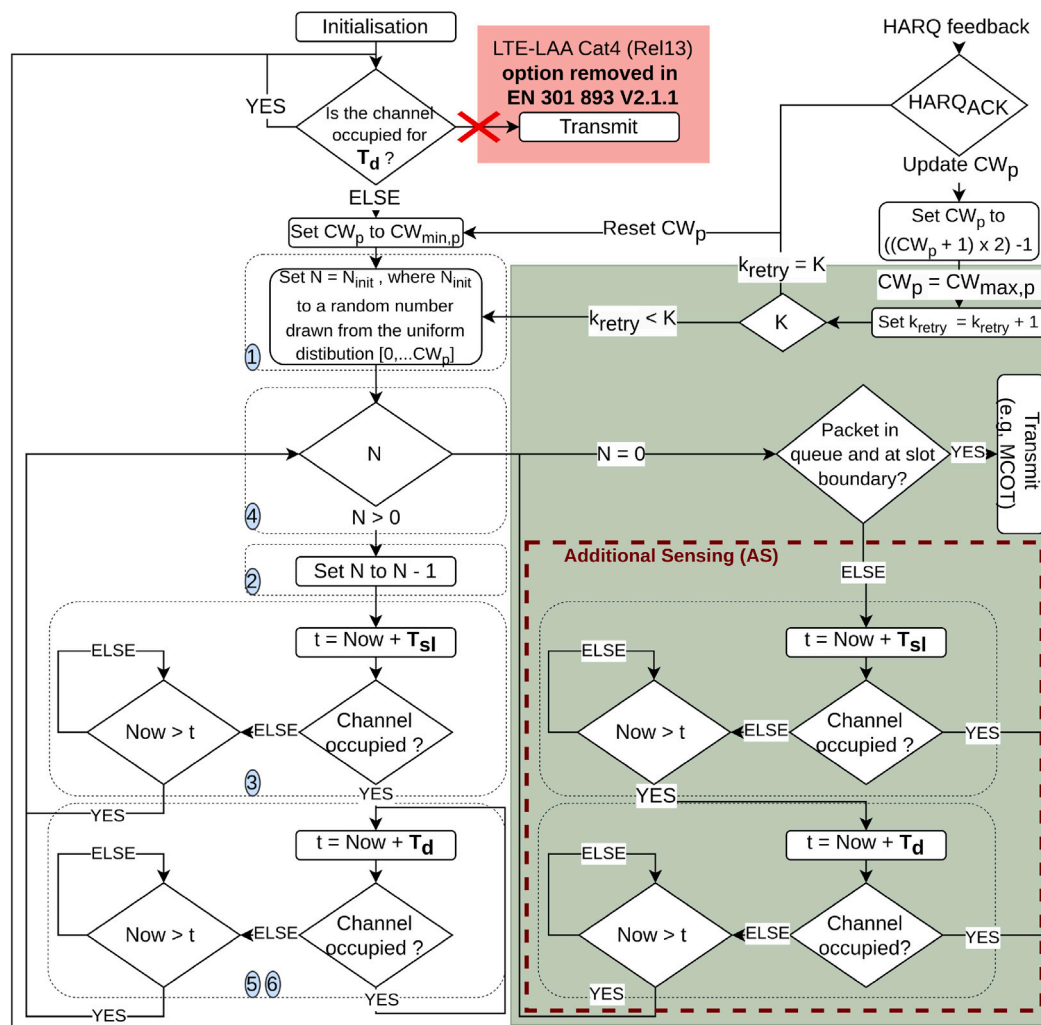 Initialisation
LTE-LAA Cat4 (Rel13)
option removed in
EN 301 893 V2.1.1
Transmit
HARQ feedback
HARQACK
YES
Is the channel
occupied for
Td ?
ELSE
Update CWp
Set CWp to
((CWp + 1) x 2) -1
Set CWp to CWmin,p
Reset CWp
kretry = K
CWp = CWmax,p
Set N = Ninit , where Ninit
to a random number
drawn from the uniform
distibution [0,...CWp]
1
kretry < K
K
Set kretry = kretry + 1
N
N = 0
Packet in
queue and at slot
boundary?
YES
Transmit
(e.g, MCOT)
4
N > 0
2
Set N to N - 1
Additional Sensing (AS)
ELSE
t = Now + Tsl
ELSE
Now > t
ELSE
Channel
occupied ?
3
YES
YES
t = Now + Tsl
ELSE
Now > t
ELSE
Channel
occupied ?
YES
YES
t = Now + Td
ELSE
Now > t
ELSE
Channel
occupied ?
5
6
YES
YES
t = Now + Td
ELSE
Now > t
ELSE
Channel
occupied?
YES
YES